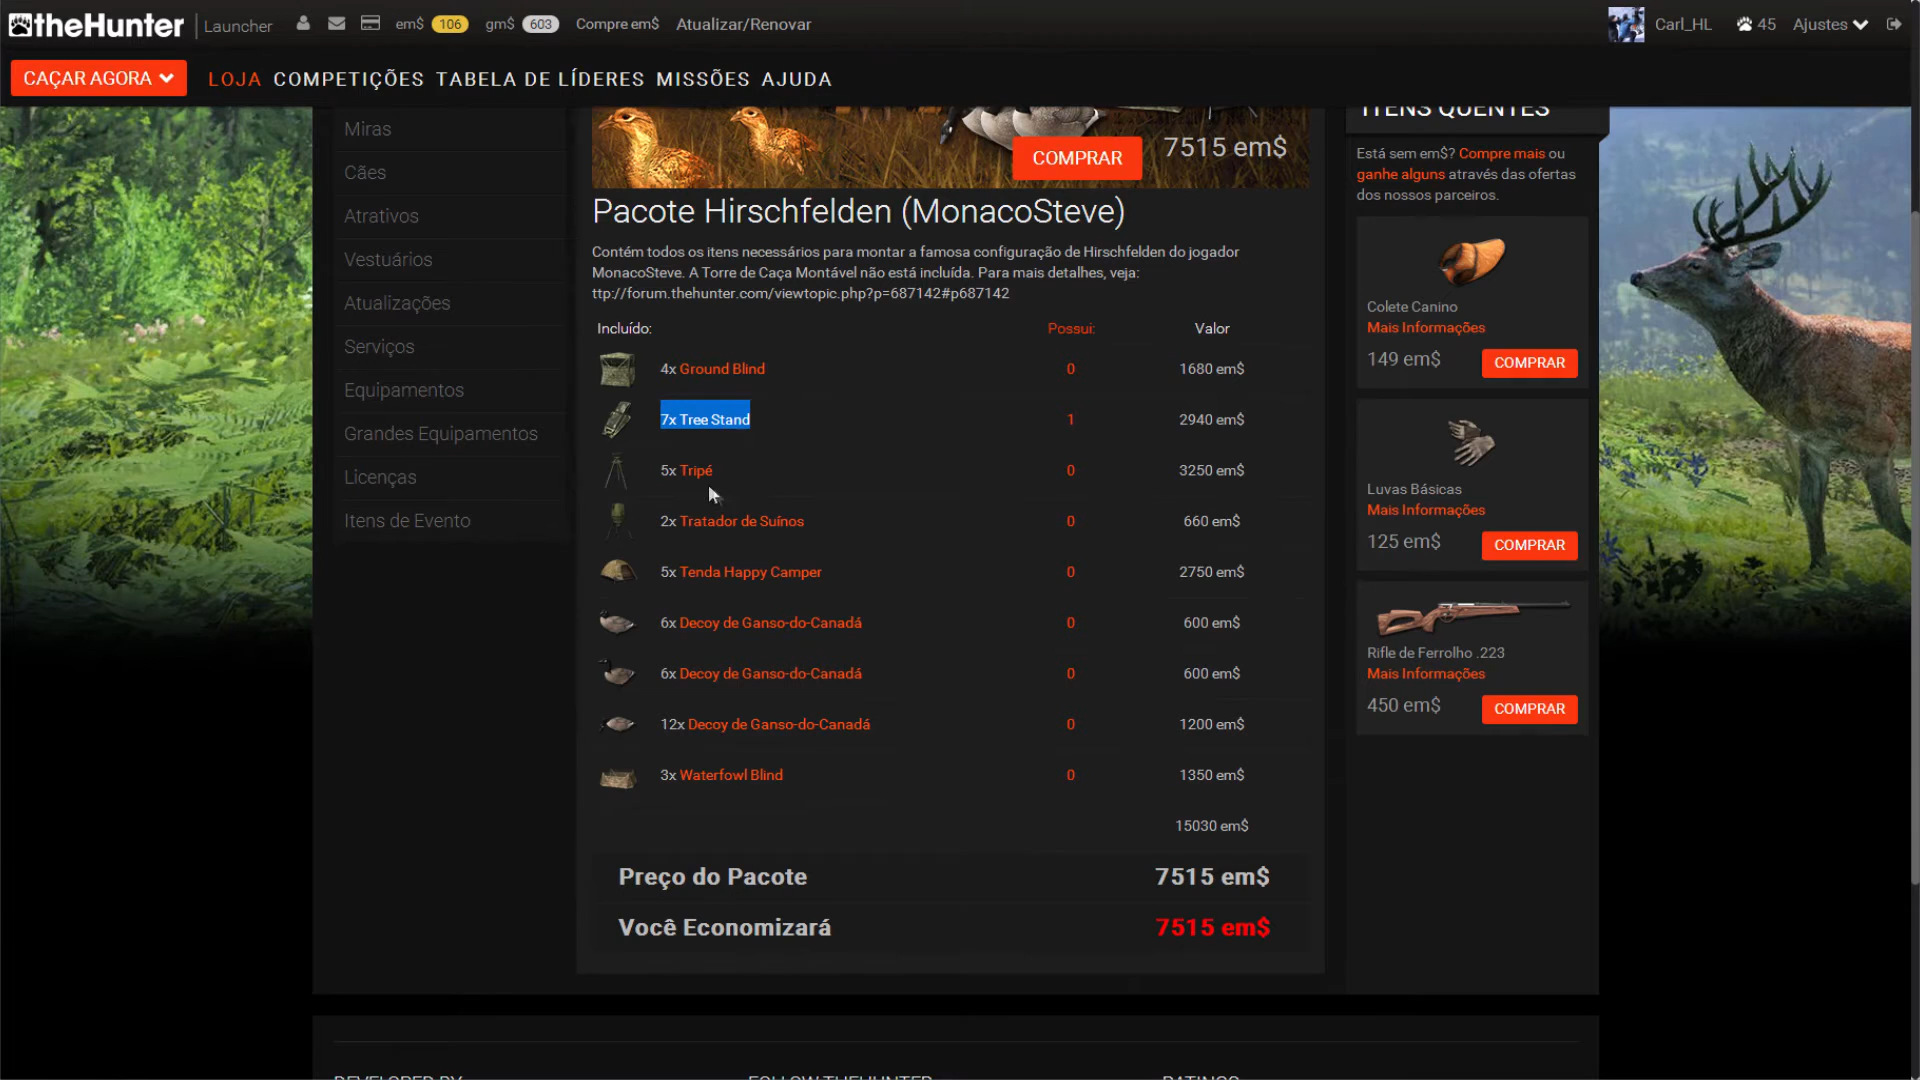 theHunter Launcher em$ 106 gm$ 603 Compre em$ Atualizar/Renovar Carl_HL 45 Ajustes
CAÇAR AGORA LOJA COMPETIÇÕES TABELA DE LÍDERES MISSÕES AJUDA
Miras
Cães
Atrativos
Vestuários
Atualizações
Serviços
Equipamentos
Grandes Equipamentos
Licenças
Itens de Evento
COMPRAR 7515 em$
Pacote Hirschfelden (MonacoSteve)
Contém todos os itens necessários para montar a famosa configuração de Hirschfelden do jogador
MonacoSteve. A Torre de Caça Montável não está incluída. Para mais detalhes, veja:
ttp://forum.thehunter.com/viewtopic.php?p=687142#p687142
Incluído: Possui: Valor
4x Ground Blind 0 1680 em$
7x Tree Stand 1 2940 em$
5x Tripé 0 3250 em$
2x Tratador de Suínos 0 660 em$
5x Tenda Happy Camper 0 2750 em$
6x Decoy de Ganso-do-Canadá 0 600 em$
6x Decoy de Ganso-do-Canadá 0 600 em$
12x Decoy de Ganso-do-Canadá 0 1200 em$
3x Waterfowl Blind 0 1350 em$
15030 em$
Preço do Pacote 7515 em$
Você Economizará 7515 em$
ITENS QUENTES
Está sem em$? Compre mais ou
ganhe alguns através das ofertas
dos nossos parceiros.
Colete Canino
Mais Informações
149 em$ COMPRAR
Luvas Básicas
Mais Informações
125 em$ COMPRAR
Rifle de Ferrolho .223
Mais Informações
450 em$ COMPRAR
DEVELOPED BY FOLLOW THEHUNTER RATINGS